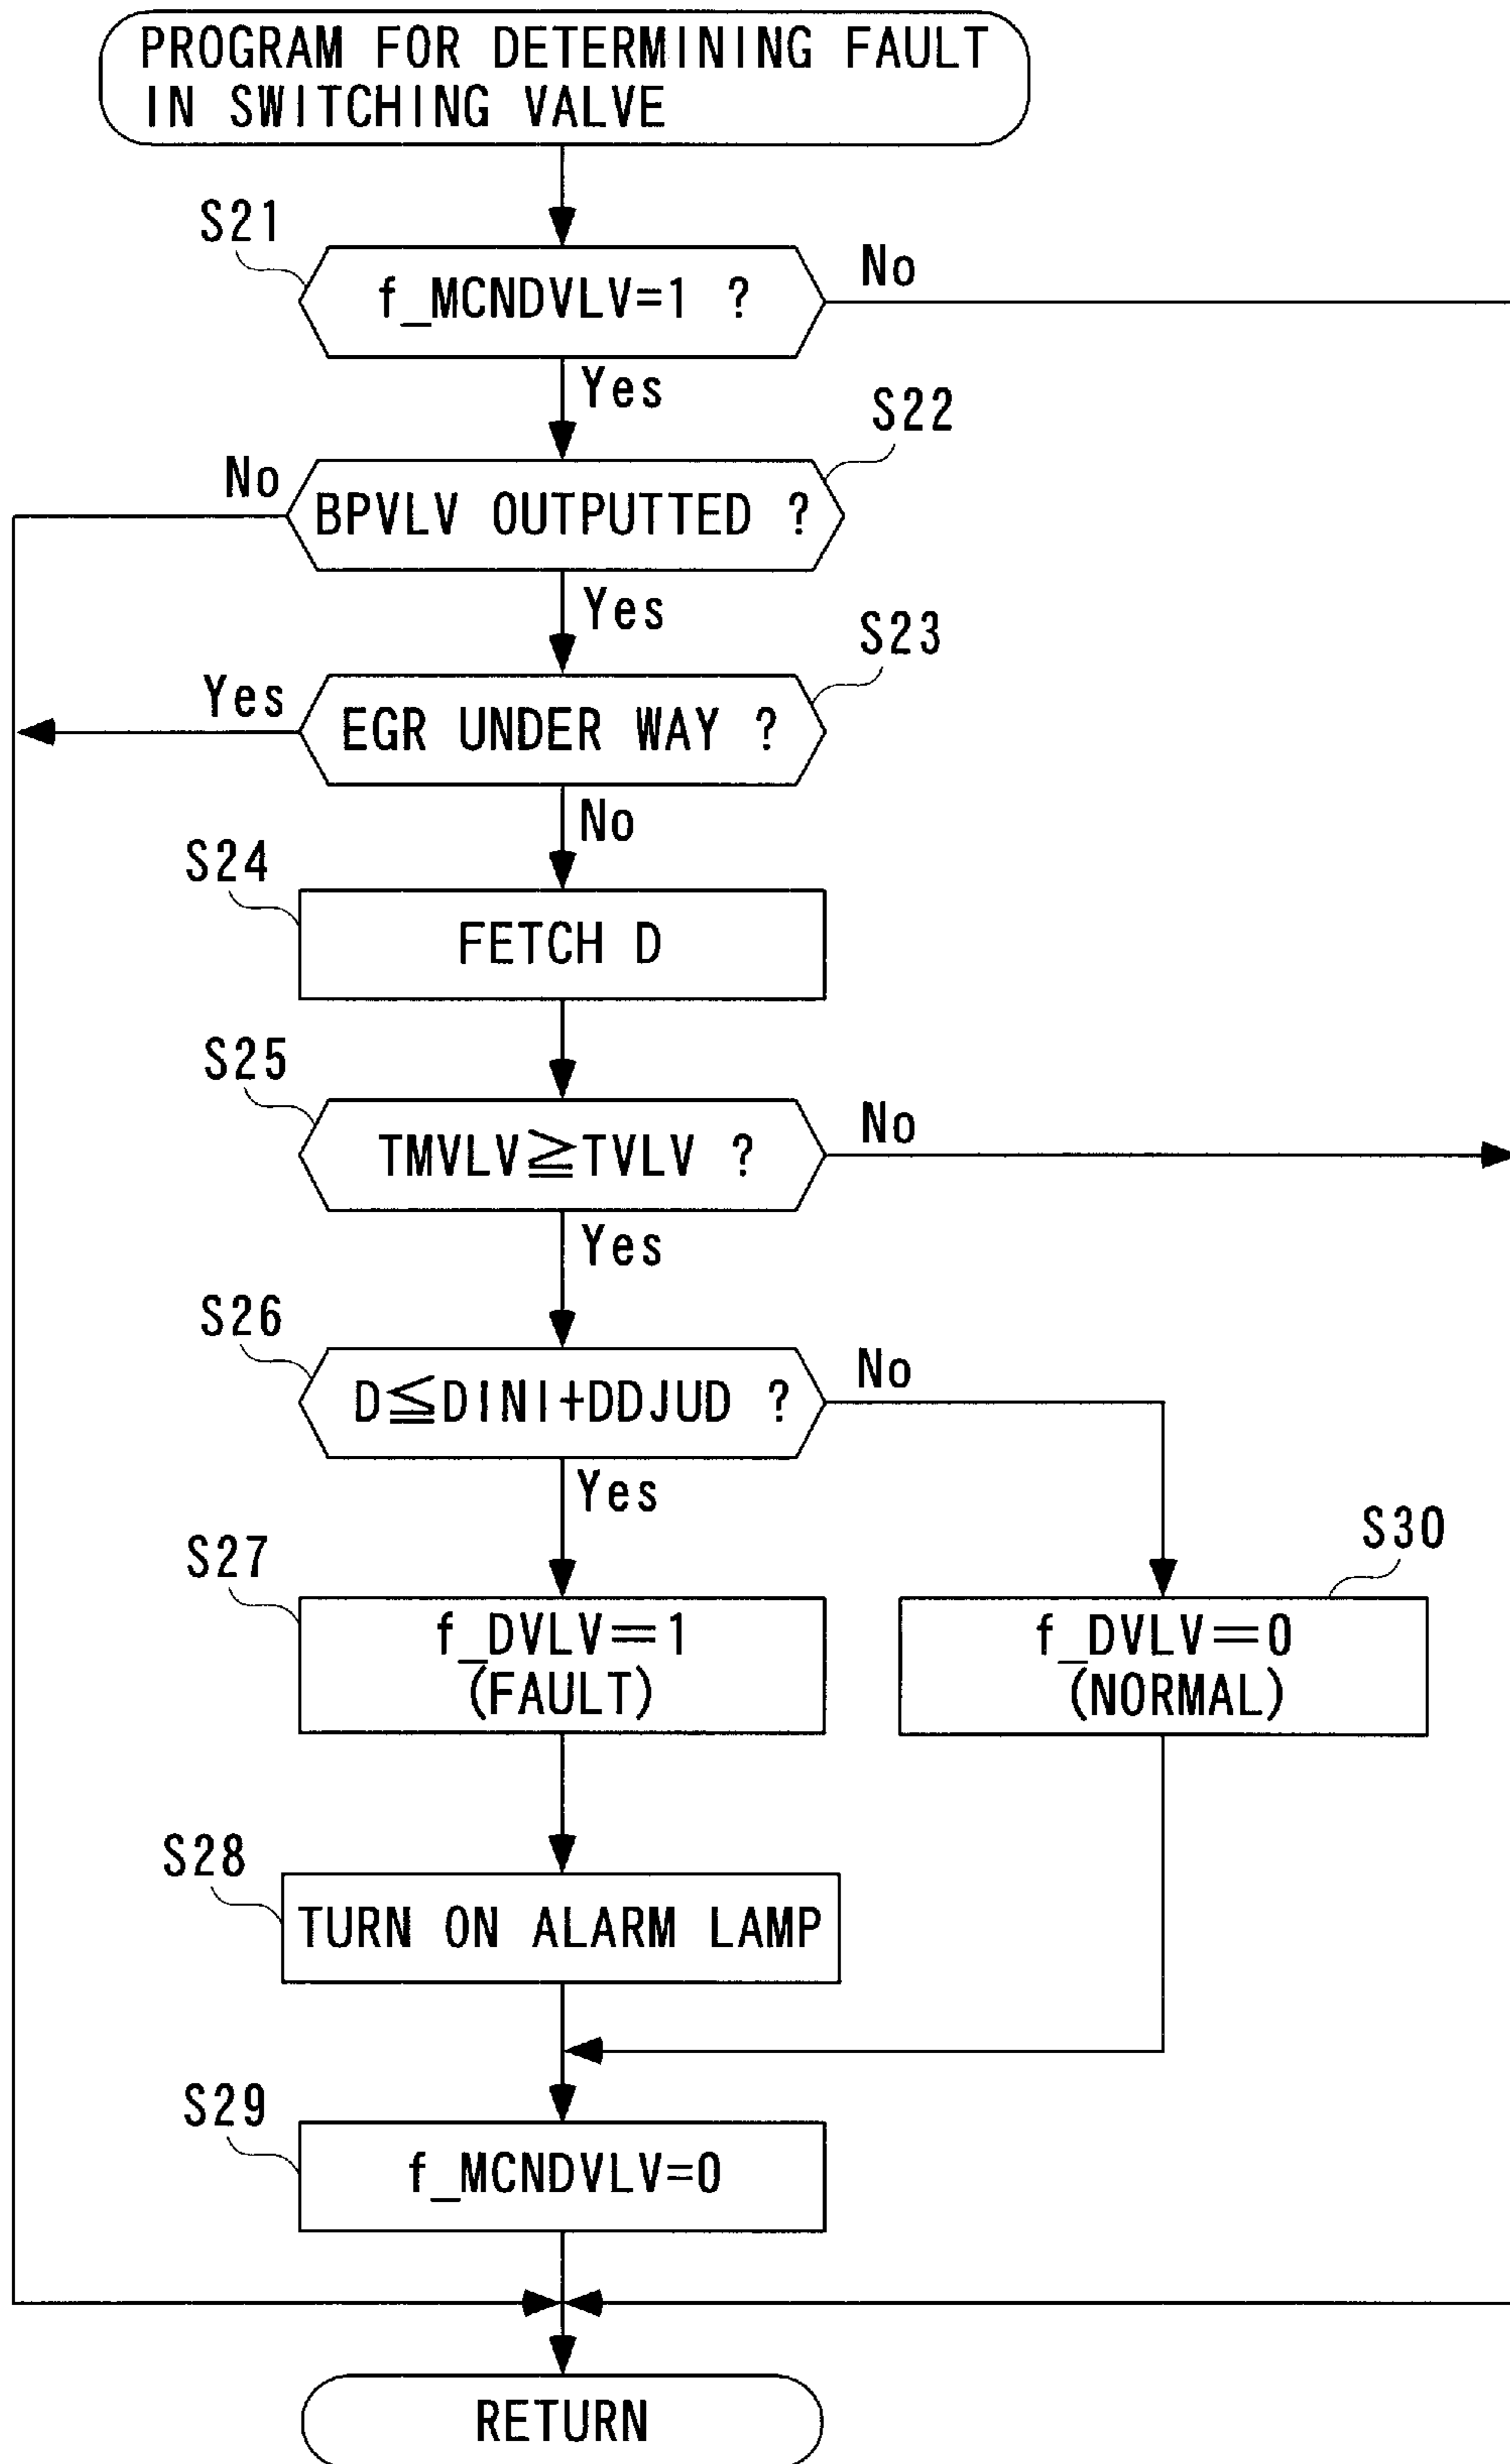 PROGRAM FOR DETERMINING FAULT
IN SWITCHING VALVE
S21
f_MCNDVLV=1 ?
No
Yes
S22
No
BPVLV OUTPUTTED ?
Yes
S23
Yes
EGR UNDER WAY ?
No
S24
FETCH D
S25
TMVLV≧TVLV ?
No
Yes
S26
D≦DINI+DDJUD ?
No
Yes
S27
f_DVLV=1
(FAULT)
S30
f_DVLV=0
(NORMAL)
S28
TURN ON ALARM LAMP
S29
f_MCNDVLV=0
RETURN